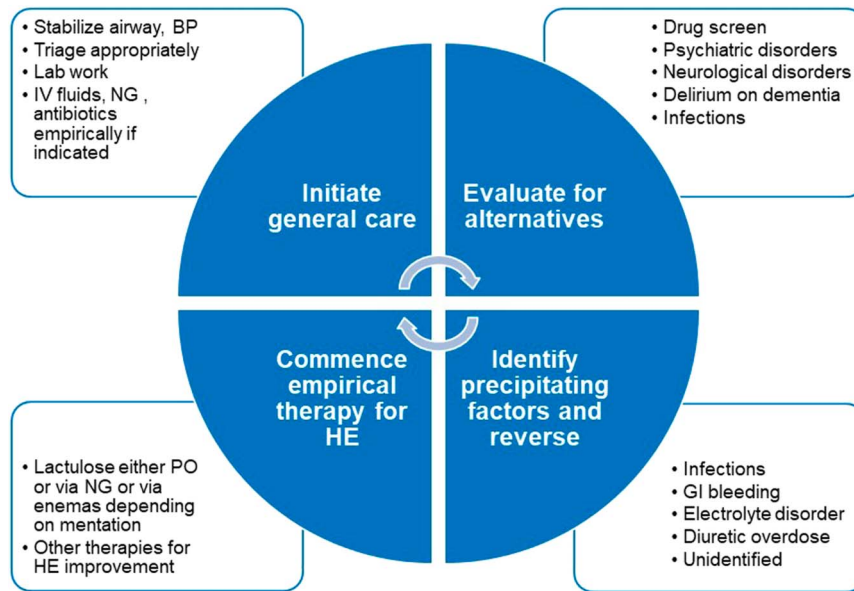 • Stabilize airway, BP
• Triage appropriately
• Lab work
• IV fluids, NG ,
antibiotics
empirically if
indicated
• Drug screen
• Psychiatric disorders
• Neurological disorders
• Delirium on dementia
• Infections
Initiate
general care
Evaluate for
alternatives
Commence
empirical
therapy for
HE
Identify
precipitating
factors and
reverse
• Lactulose either PO
or via NG or via
enemas depending
on mentation
• Other therapies for
HE improvement
• Infections
• GI bleeding
• Electrolyte disorder
• Diuretic overdose
• Unidentified